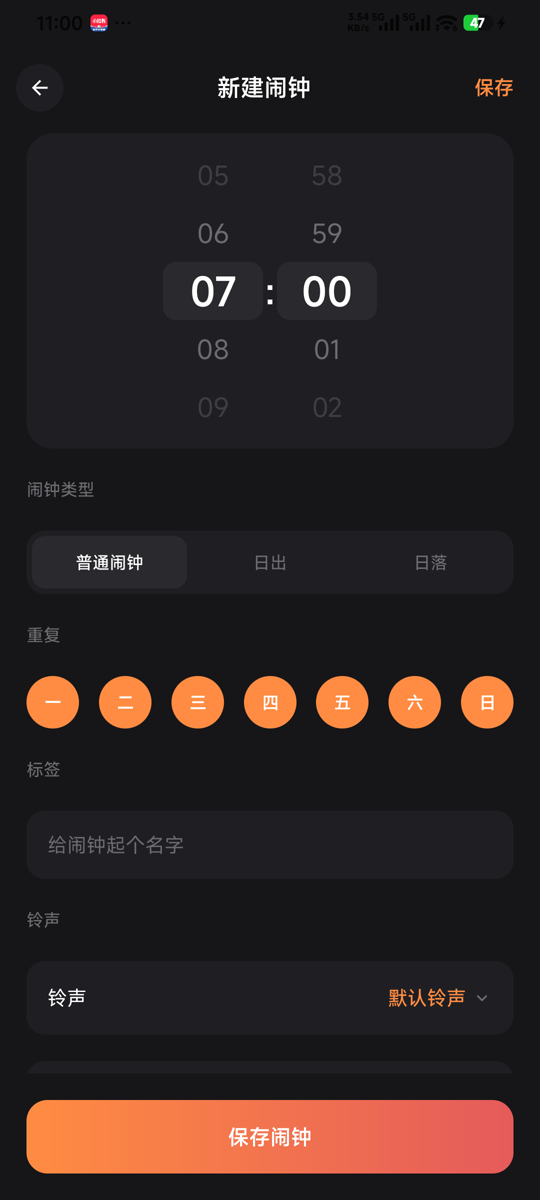 11:00 ··· 3.54 KB/s 5G 5G 47
新建闹钟 保存
05 58
06 59
07 : 00
08 01
09 02
闹钟类型
普通闹钟 日出 日落
重复
一 二 三 四 五 六 日
标签
给闹钟起个名字
铃声
铃声 默认铃声
保存闹钟